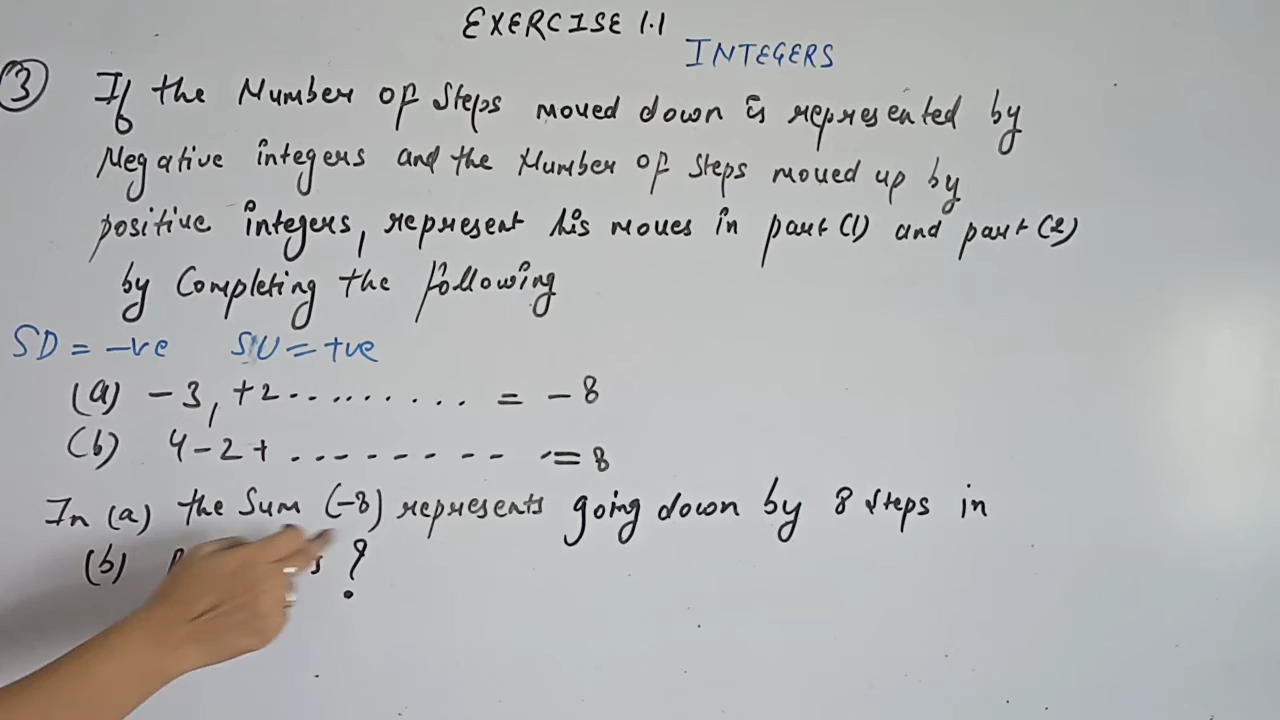 EXERCISE 1.1
INTEGERS
3 If the Number of Steps moved down is represented by
Negative integers and the Number of Steps moved up by
positive integers, represent his moves in part (1) and part (2)
by Completing the following
SD = -ve SU = +ve
(a) -3, +2......... = -8
(b) 4-2+ ......... = 8
In (a) the Sum (-8) represents going down by 8 steps in
(b) ?